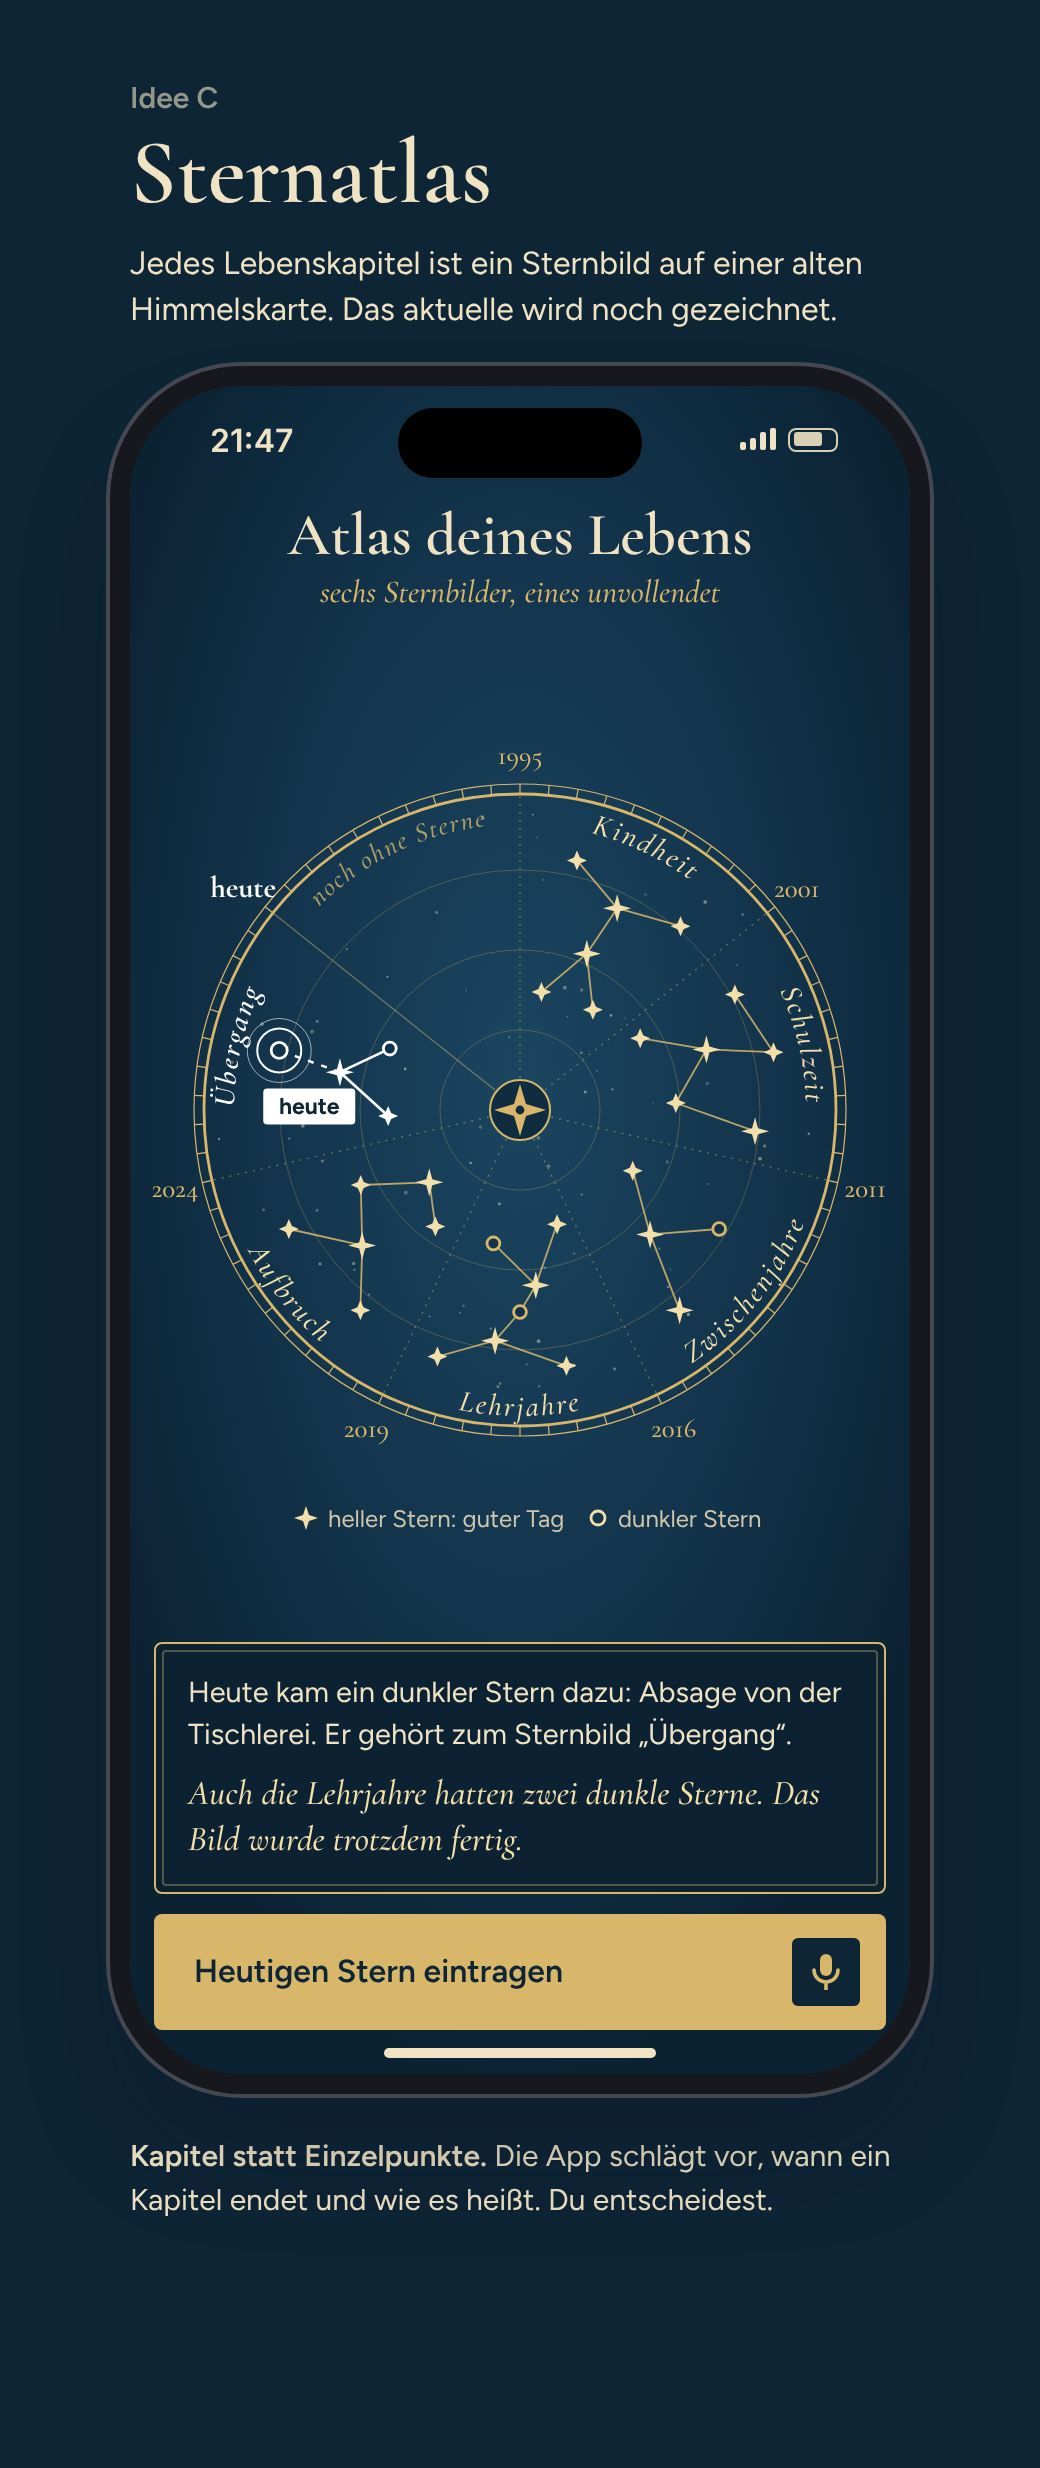 Idee C
Sternatlas
Jedes Lebenskapitel ist ein Sternbild auf einer alten
Himmelskarte. Das aktuelle wird noch gezeichnet.
21:47
Atlas deines Lebens
sechs Sternbilder, eines unvollendet
1995
noch ohne Sterne
Kindheit
heute
2001
Übergang
Schulzeit
heute
2024
2011
Aufbruch
Zwischenjahre
Lehrjahre
2019
2016
heller Stern: guter Tag
dunkler Stern
Heute kam ein dunkler Stern dazu: Absage von der
Tischlerei. Er gehört zum Sternbild „Übergang“.
Auch die Lehrjahre hatten zwei dunkle Sterne. Das
Bild wurde trotzdem fertig.
Heutigen Stern eintragen
Kapitel statt Einzelpunkte. Die App schlägt vor, wann ein
Kapitel endet und wie es heißt. Du entscheidest.